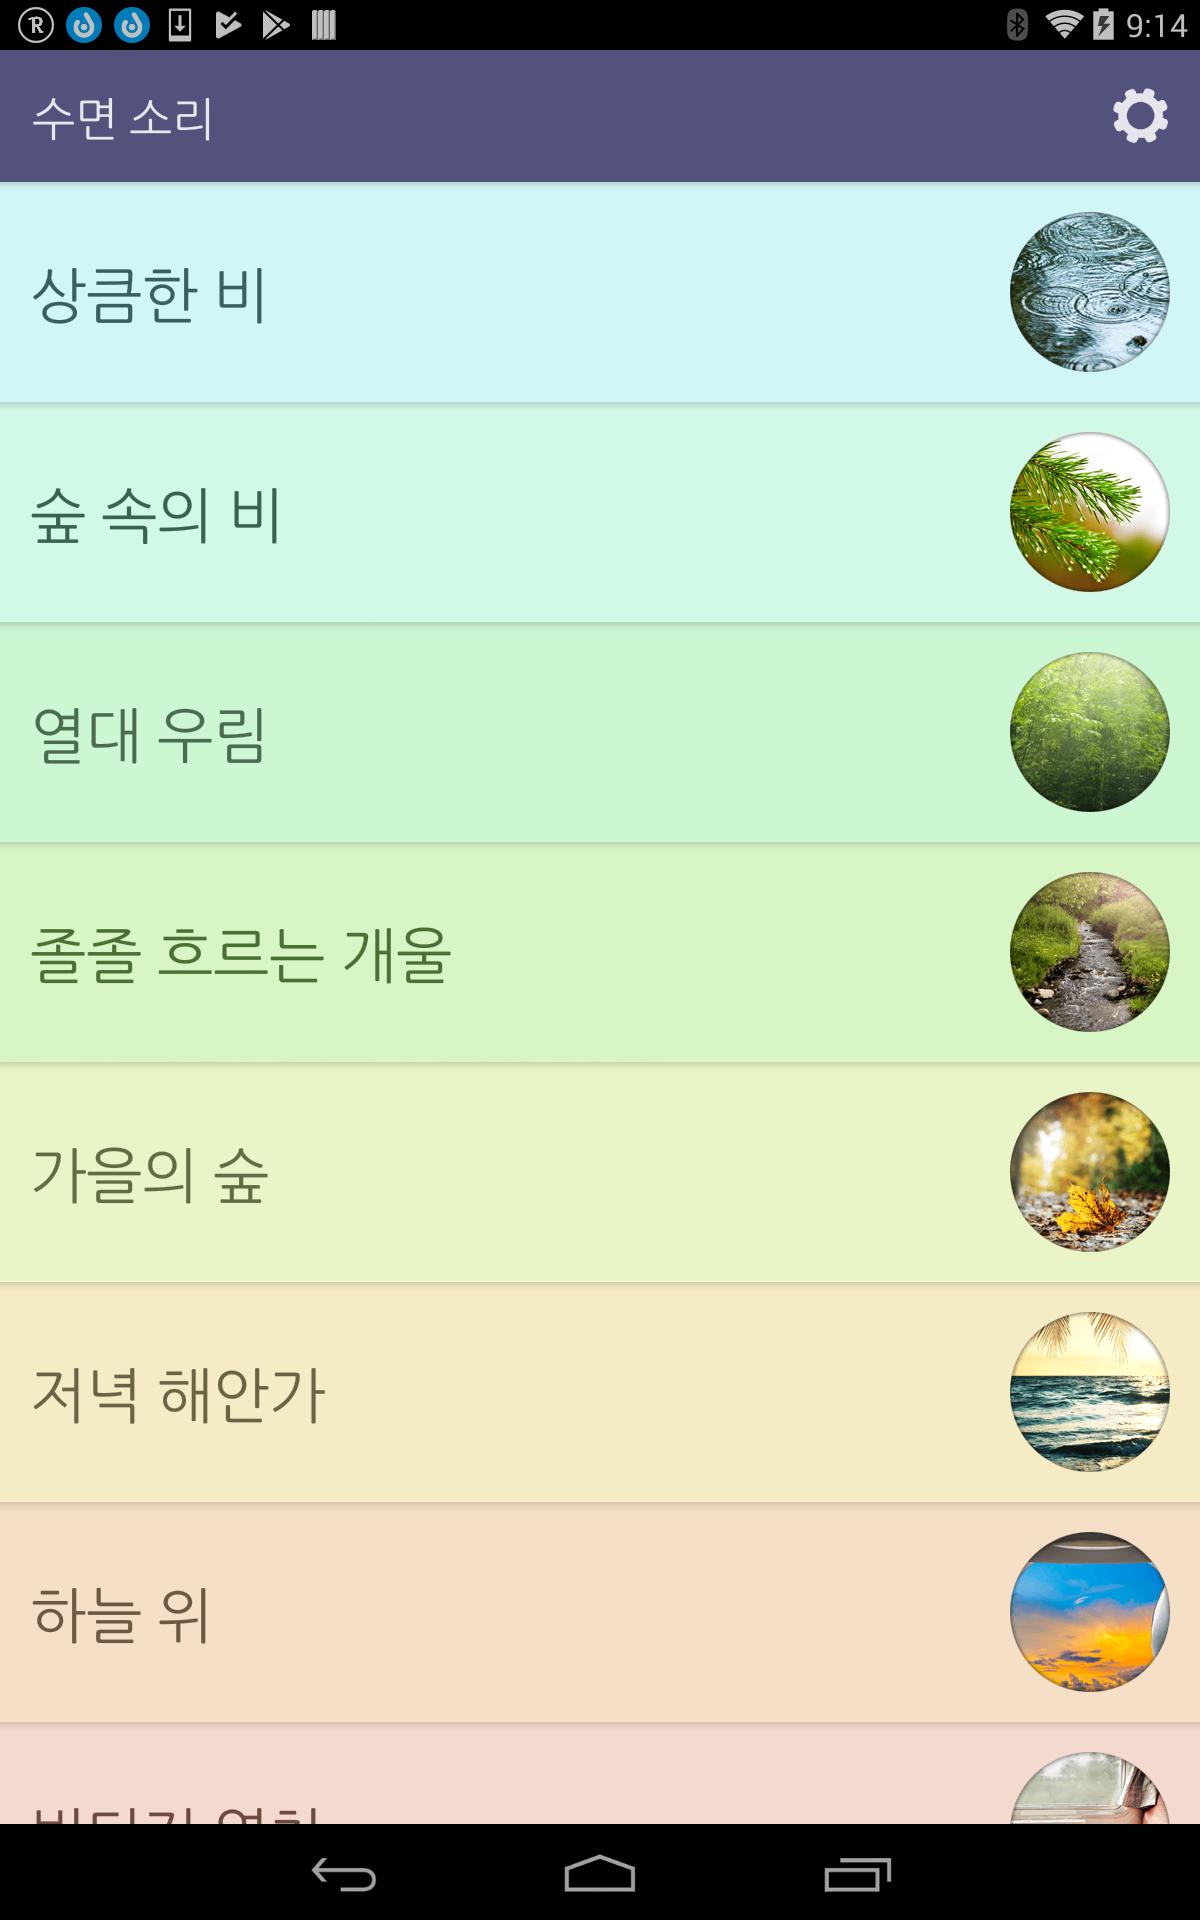 9:14
수면 소리
상큼한 비
숲 속의 비
열대 우림
졸졸 흐르는 개울
가을의 숲
저녁 해안가
하늘 위